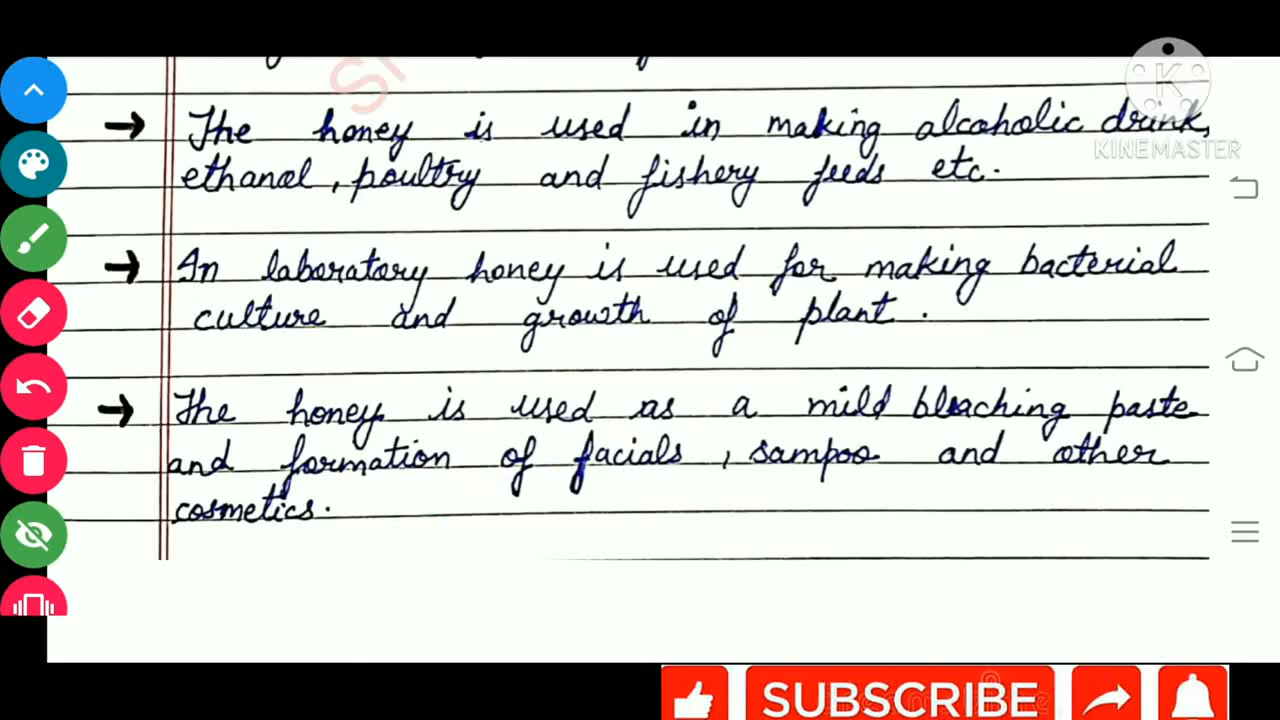 KINEMASTER
→ The honey is used in making alcoholic drink,
ethanol, poultry and fishery feeds etc.
→ In laboratory honey is used for making bacterial
culture and growth of plant.
→ The honey is used as a mild bleaching paste
and formation of facials, sampoo and other
cosmetics.
SUBSCRIBE